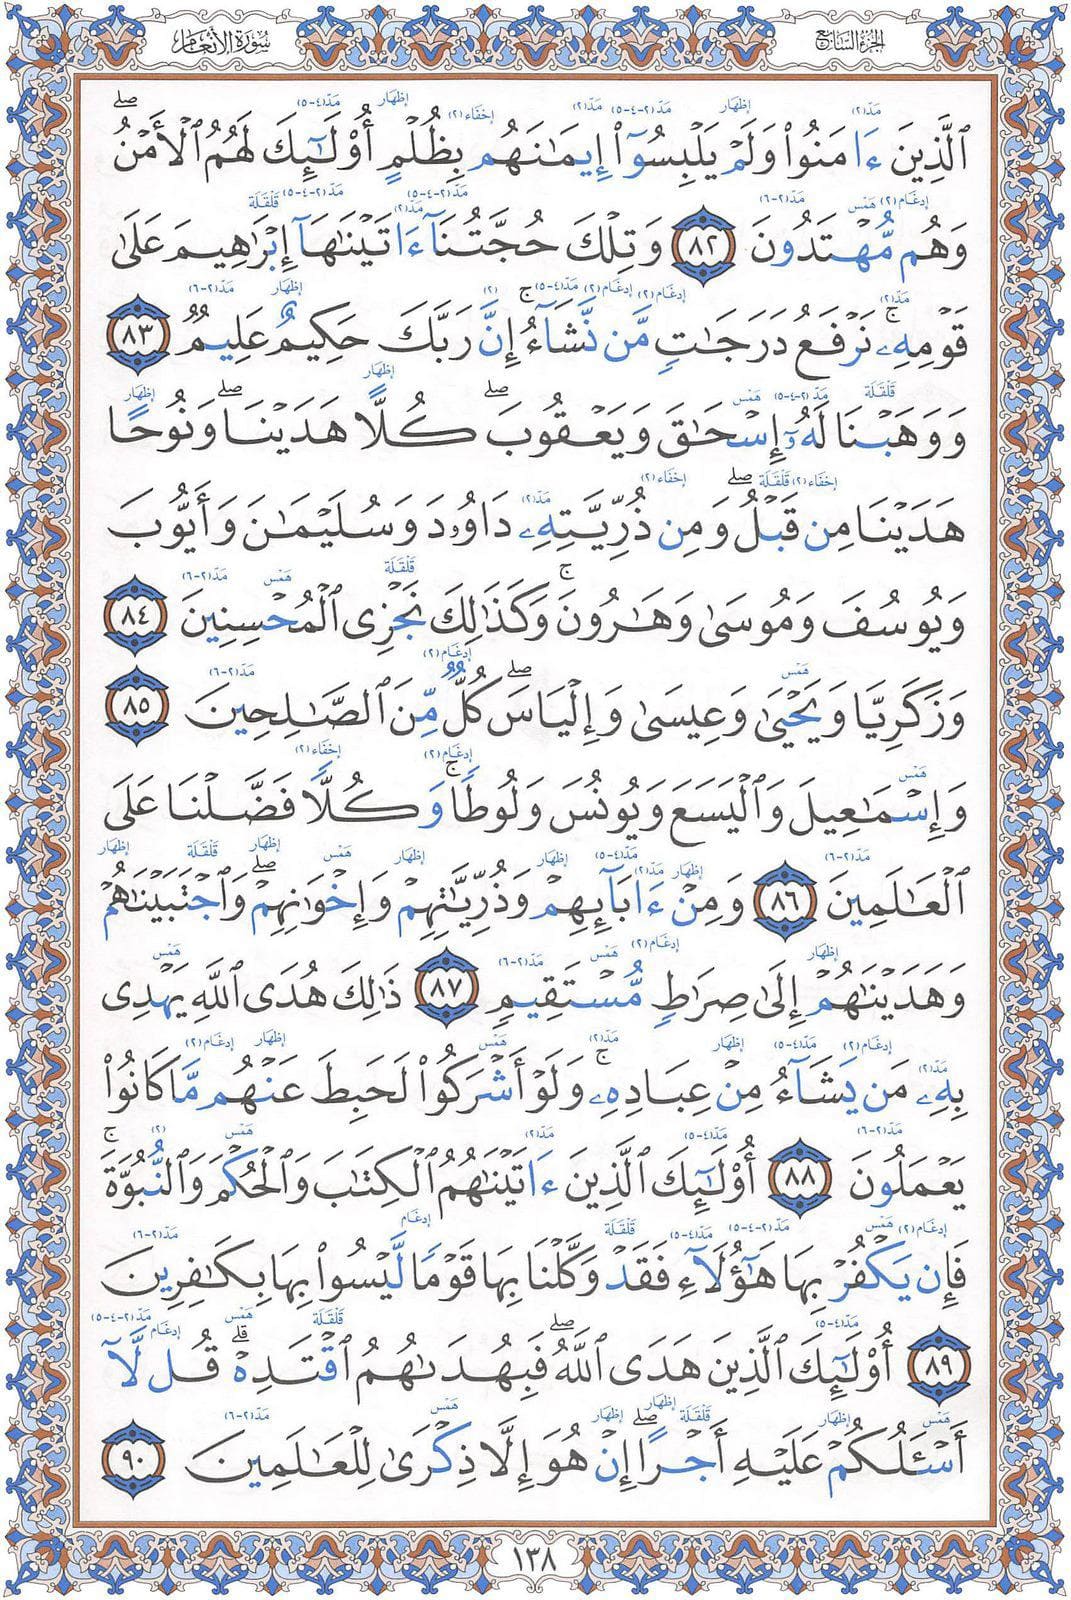 الجزء السابع
سورة الأنعام
ٱلَّذِينَ ءَامَنُوا۟ وَلَمْ يَلْبِسُوٓا۟ إِيمَـٰنَهُم بِظُلْمٍ أُو۟لَـٰٓئِكَ لَهُمُ ٱلْأَمْنُ ۖ
وَهُم مُّهْتَدُونَ ٨٢ وَتِلْكَ حُجَّتُنَآ ءَاتَيْنَـٰهَآ إِبْرَٰهِيمَ عَلَىٰ
قَوْمِهِۦ ۚ نَرْفَعُ دَرَجَـٰتٍ مَّن نَّشَآءُ ۗ إِنَّ رَبَّكَ حَكِيمٌ عَلِيمٌ ٨٣
وَوَهَبْنَا لَهُۥٓ إِسْحَـٰقَ وَيَعْقُوبَ ۖ كُلًّا هَدَيْنَا ۖ وَنُوحًا
هَدَيْنَا مِن قَبْلُ ۖ وَمِن ذُرِّيَّتِهِۦ دَاوُۥدَ وَسُلَيْمَـٰنَ وَأَيُّوبَ
وَيُوسُفَ وَمُوسَىٰ وَهَـٰرُونَ ۚ وَكَذَٰلِكَ نَجْزِى ٱلْمُحْسِنِينَ ٨٤
وَزَكَرِيَّا وَيَحْيَىٰ وَعِيسَىٰ وَإِلْيَاسَ ۖ كُلٌّ مِّنَ ٱلصَّـٰلِحِينَ ٨٥
وَإِسْمَـٰعِيلَ وَٱلْيَسَعَ وَيُونُسَ وَلُوطًا ۚ وَكُلًّا فَضَّلْنَا عَلَى
ٱلْعَـٰلَمِينَ ٨٦ وَمِنْ ءَابَآئِهِمْ وَذُرِّيَّـٰتِهِمْ وَإِخْوَٰنِهِمْ ۖ وَٱجْتَبَيْنَـٰهُمْ
وَهَدَيْنَـٰهُمْ إِلَىٰ صِرَٰطٍ مُّسْتَقِيمٍ ٨٧ ذَٰلِكَ هُدَى ٱللَّهِ يَهْدِى
بِهِۦ مَن يَشَآءُ مِنْ عِبَادِهِۦ ۚ وَلَوْ أَشْرَكُوا۟ لَحَبِطَ عَنْهُم مَّا كَانُوا۟
يَعْمَلُونَ ٨٨ أُو۟لَـٰٓئِكَ ٱلَّذِينَ ءَاتَيْنَـٰهُمُ ٱلْكِتَـٰبَ وَٱلْحُكْمَ وَٱلنُّبُوَّةَ ۚ
فَإِن يَكْفُرْ بِهَا هَـٰٓؤُلَآءِ فَقَدْ وَكَّلْنَا بِهَا قَوْمًا لَّيْسُوا۟ بِهَا بِكَـٰفِرِينَ
٨٩ أُو۟لَـٰٓئِكَ ٱلَّذِينَ هَدَى ٱللَّهُ ۖ فَبِهُدَىٰهُمُ ٱقْتَدِهْ ۗ قُل لَّآ
أَسْـَٔلُكُمْ عَلَيْهِ أَجْرًا ۖ إِنْ هُوَ إِلَّا ذِكْرَىٰ لِلْعَـٰلَمِينَ ٩٠
١٣٨